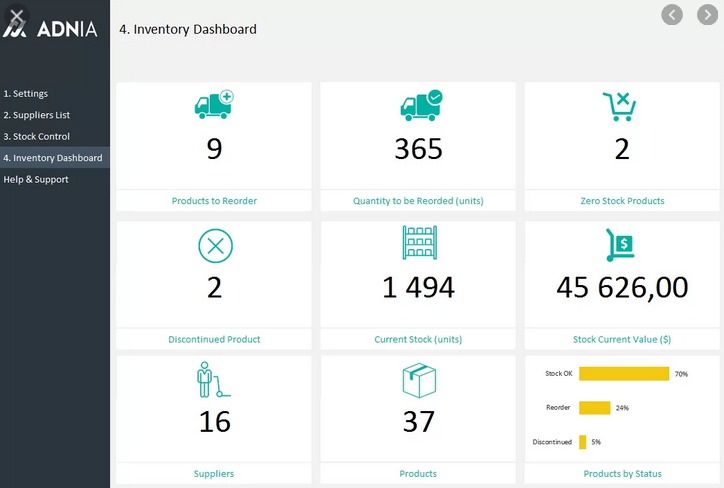 ADNIA
4. Inventory Dashboard
1. Settings
2. Suppliers List
3. Stock Control
4. Inventory Dashboard
Help & Support
9
Products to Reorder
365
Quantity to be Reorded (units)
2
Zero Stock Products
2
Discontinued Product
1 494
Current Stock (units)
$
45 626,00
Stock Current Value ($)
16
Suppliers
37
Products
Stock OK 70%
Reorder 24%
Discontinued 5%
Products by Status